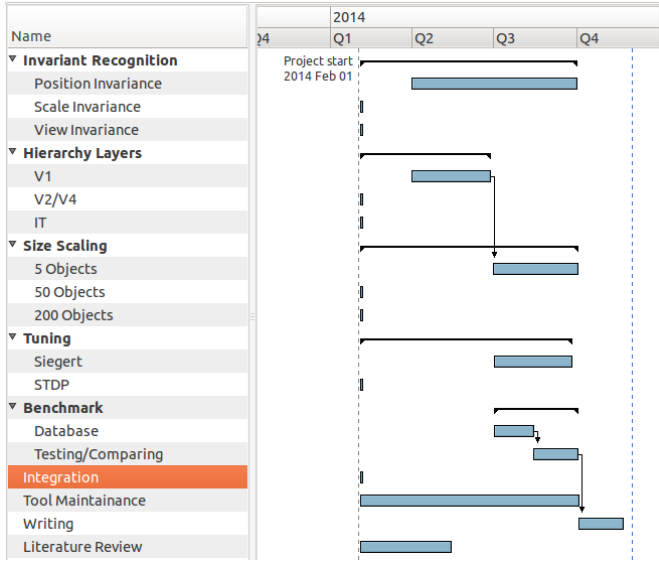 2014
Name
Q4 Q1 Q2 Q3 Q4
Invariant Recognition
Project start
2014 Feb 01
Position Invariance
Scale Invariance
View Invariance
Hierarchy Layers
V1
V2/V4
IT
Size Scaling
5 Objects
50 Objects
200 Objects
Tuning
Siegert
STDP
Benchmark
Database
Testing/Comparing
Integration
Tool Maintainance
Writing
Literature Review